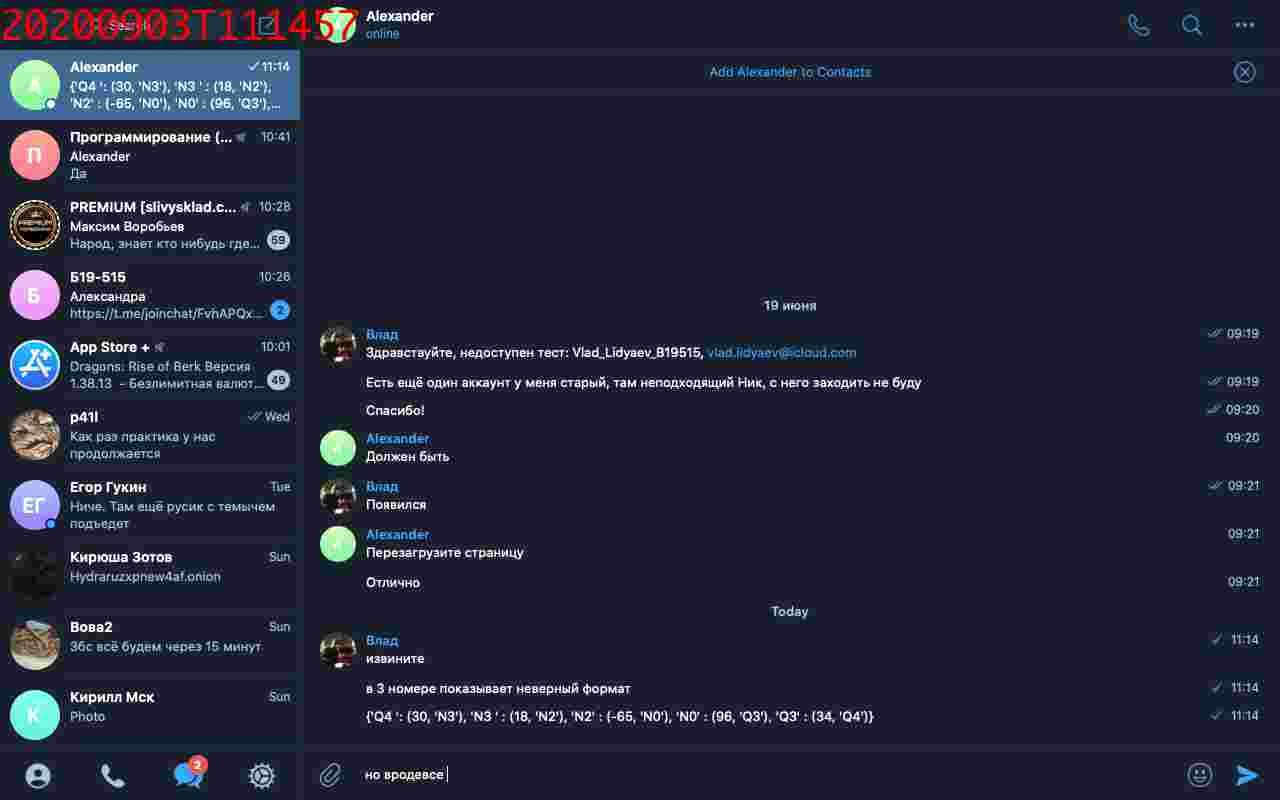 20200903T111457
Search
Alexander
11:14
{'Q4 ': (30, 'N3'), 'N3 ' : (18, 'N2'),
'N2' : (-65, 'N0'), 'N0' : (96, 'Q3'),...
Программирование (...
10:41
Alexander
Да
PREMIUM [slivysklad.c...
10:28
Максим Воробьев
Народ, знает кто нибудь где...
59
Б19-515
10:26
Александра
https://t.me/joinchat/FvhAPQx...
2
App Store +
10:01
Dragons: Rise of Berk Версия
1.38.13 - Безлимитная валют...
49
p41l
Wed
Как раз практика у нас
продолжается
ЕГ
Егор Гукин
Tue
Ниче. Там ещё русик с темычем
подъедет
Кирюша Зотов
Sun
Hydraruzxpnew4af.onion
Вова2
Sun
Збс всё будем через 15 минут
Кирилл Мск
Sun
Photo
2
Alexander
online
Add Alexander to Contacts
19 июня
Влад
09:19
Здравствуйте, недоступен тест: Vlad_Lidyaev_B19515, vlad.lidyaev@icloud.com
Есть ещё один аккаунт у меня старый, там неподходящий Ник, с него заходить не буду
09:19
Спасибо!
09:20
Alexander
09:20
Должен быть
Влад
09:21
Появился
Alexander
09:21
Перезагрузите страницу
Отлично
09:21
Today
Влад
11:14
извините
в 3 номере показывает неверный формат
11:14
{'Q4 ': (30, 'N3'), 'N3 ' : (18, 'N2'), 'N2' : (-65, 'N0'), 'N0' : (96, 'Q3'), 'Q3' : (34, 'Q4')}
11:14
но вродевсе